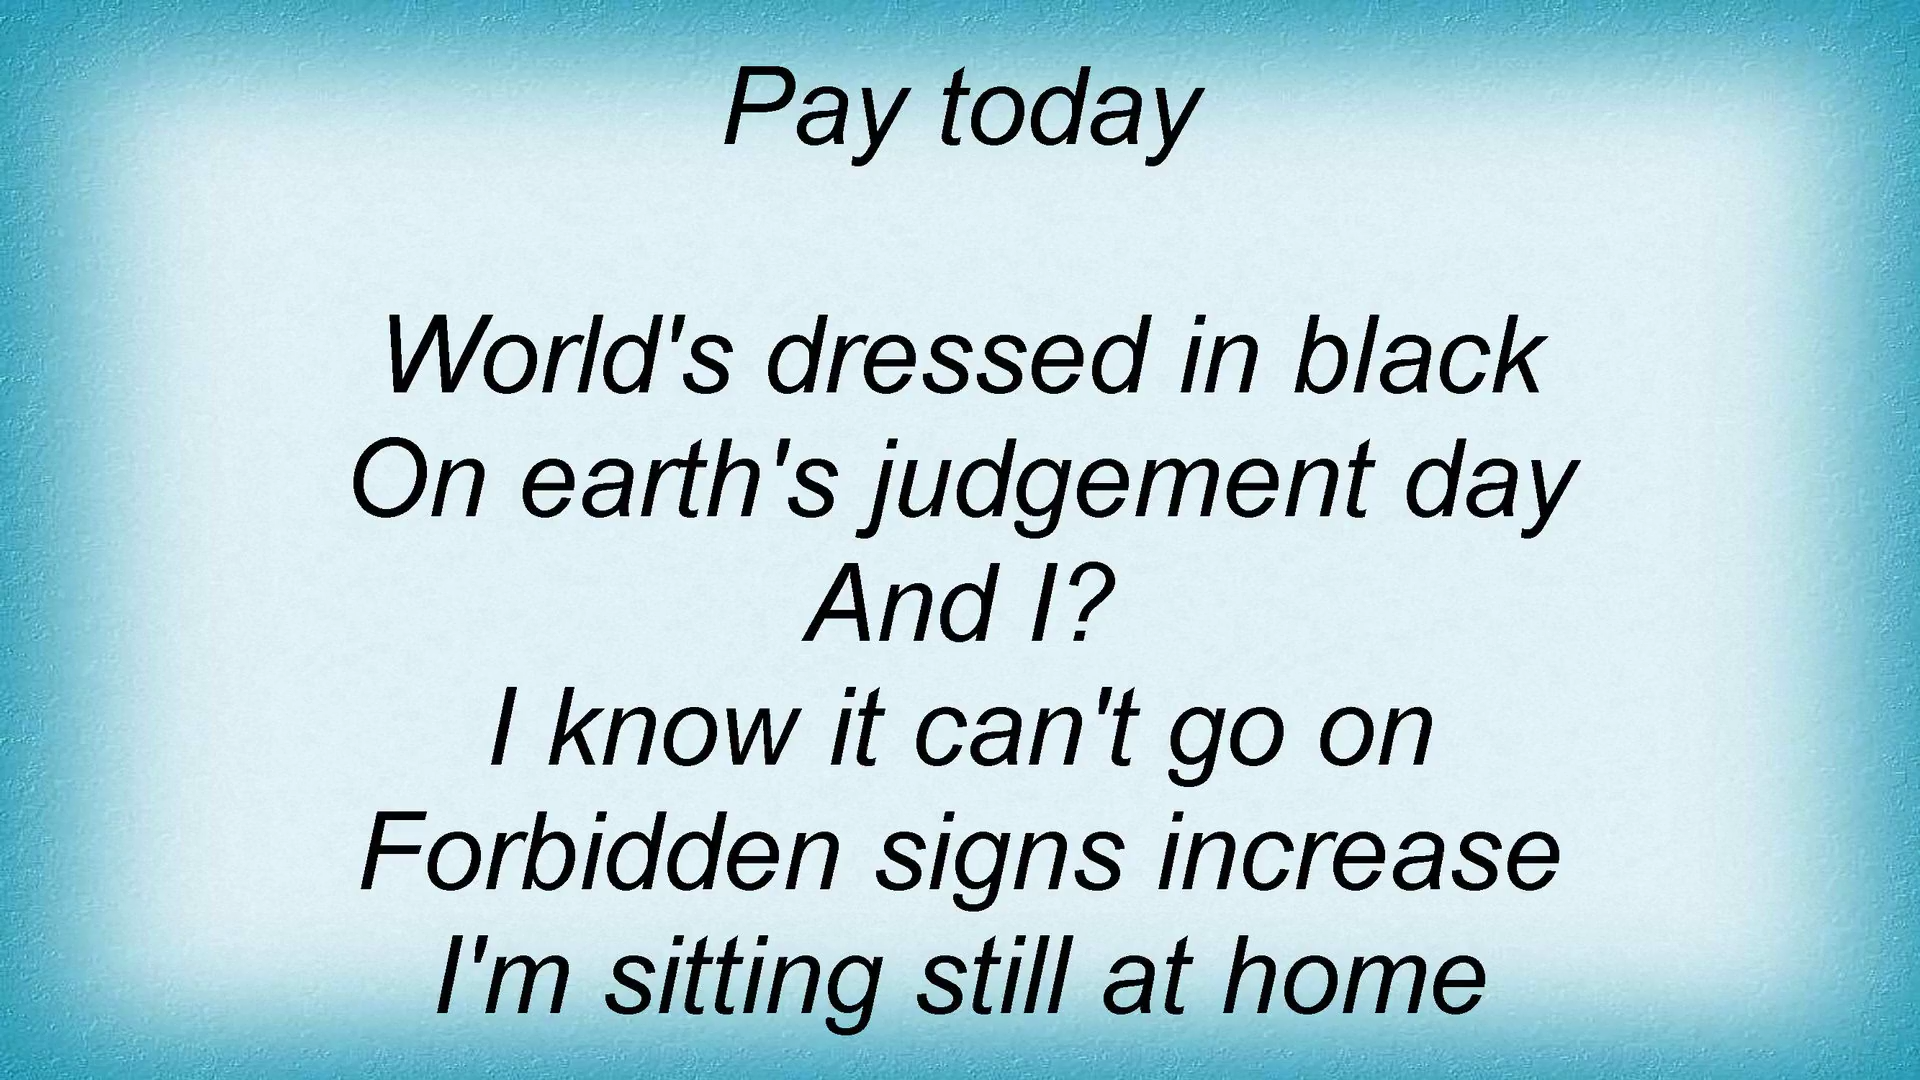 Pay today
World's dressed in black
On earth's judgement day
And I?
I know it can't go on
Forbidden signs increase
I'm sitting still at home